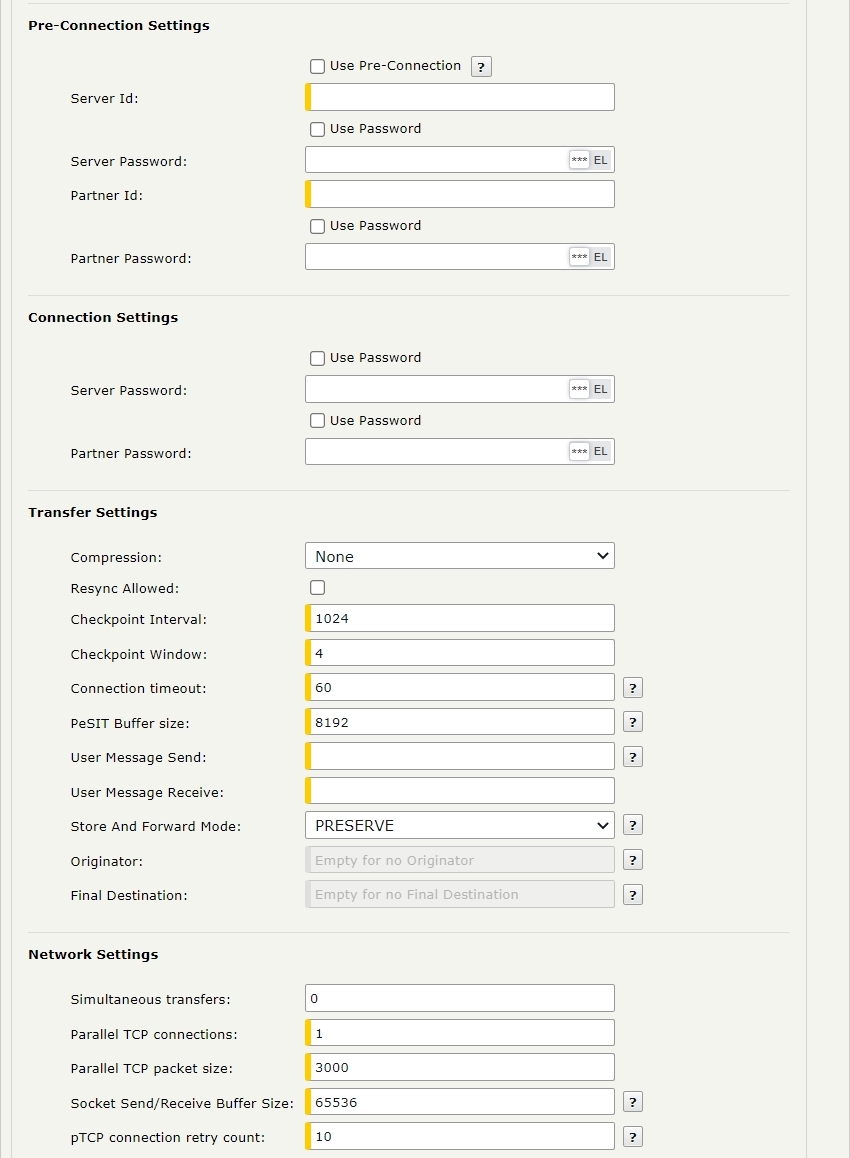 Pre-Connection Settings
Use Pre-Connection ?
Server Id:
Use Password
Server Password: *** EL
Partner Id:
Use Password
Partner Password: *** EL
Connection Settings
Use Password
Server Password: *** EL
Use Password
Partner Password: *** EL
Transfer Settings
Compression: None
Resync Allowed:
Checkpoint Interval: 1024
Checkpoint Window: 4
Connection timeout: 60 ?
PeSIT Buffer size: 8192 ?
User Message Send: ?
User Message Receive:
Store And Forward Mode: PRESERVE ?
Originator: Empty for no Originator ?
Final Destination: Empty for no Final Destination ?
Network Settings
Simultaneous transfers: 0
Parallel TCP connections: 1
Parallel TCP packet size: 3000
Socket Send/Receive Buffer Size: 65536 ?
pTCP connection retry count: 10 ?